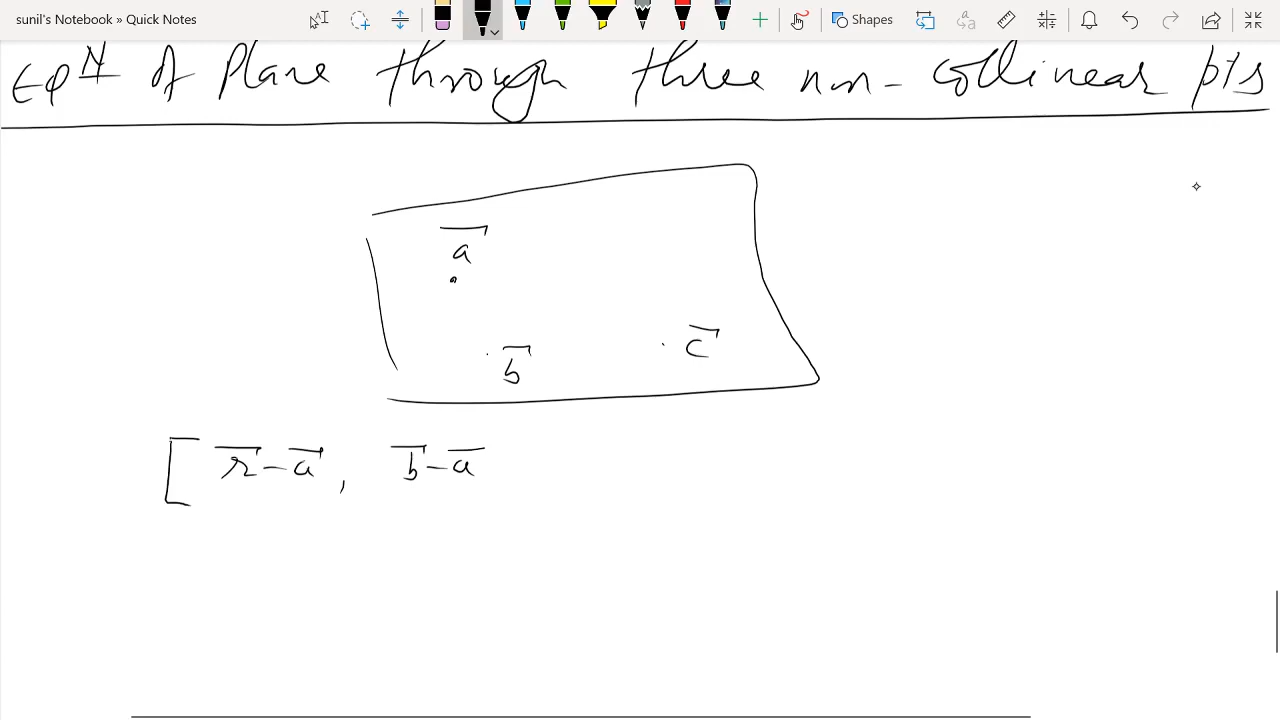 sunil's Notebook » Quick Notes
Shapes
EQN of Plane through three non-collinear pts
a⃗
b⃗
c⃗
[ r⃗-a⃗, b⃗-a⃗